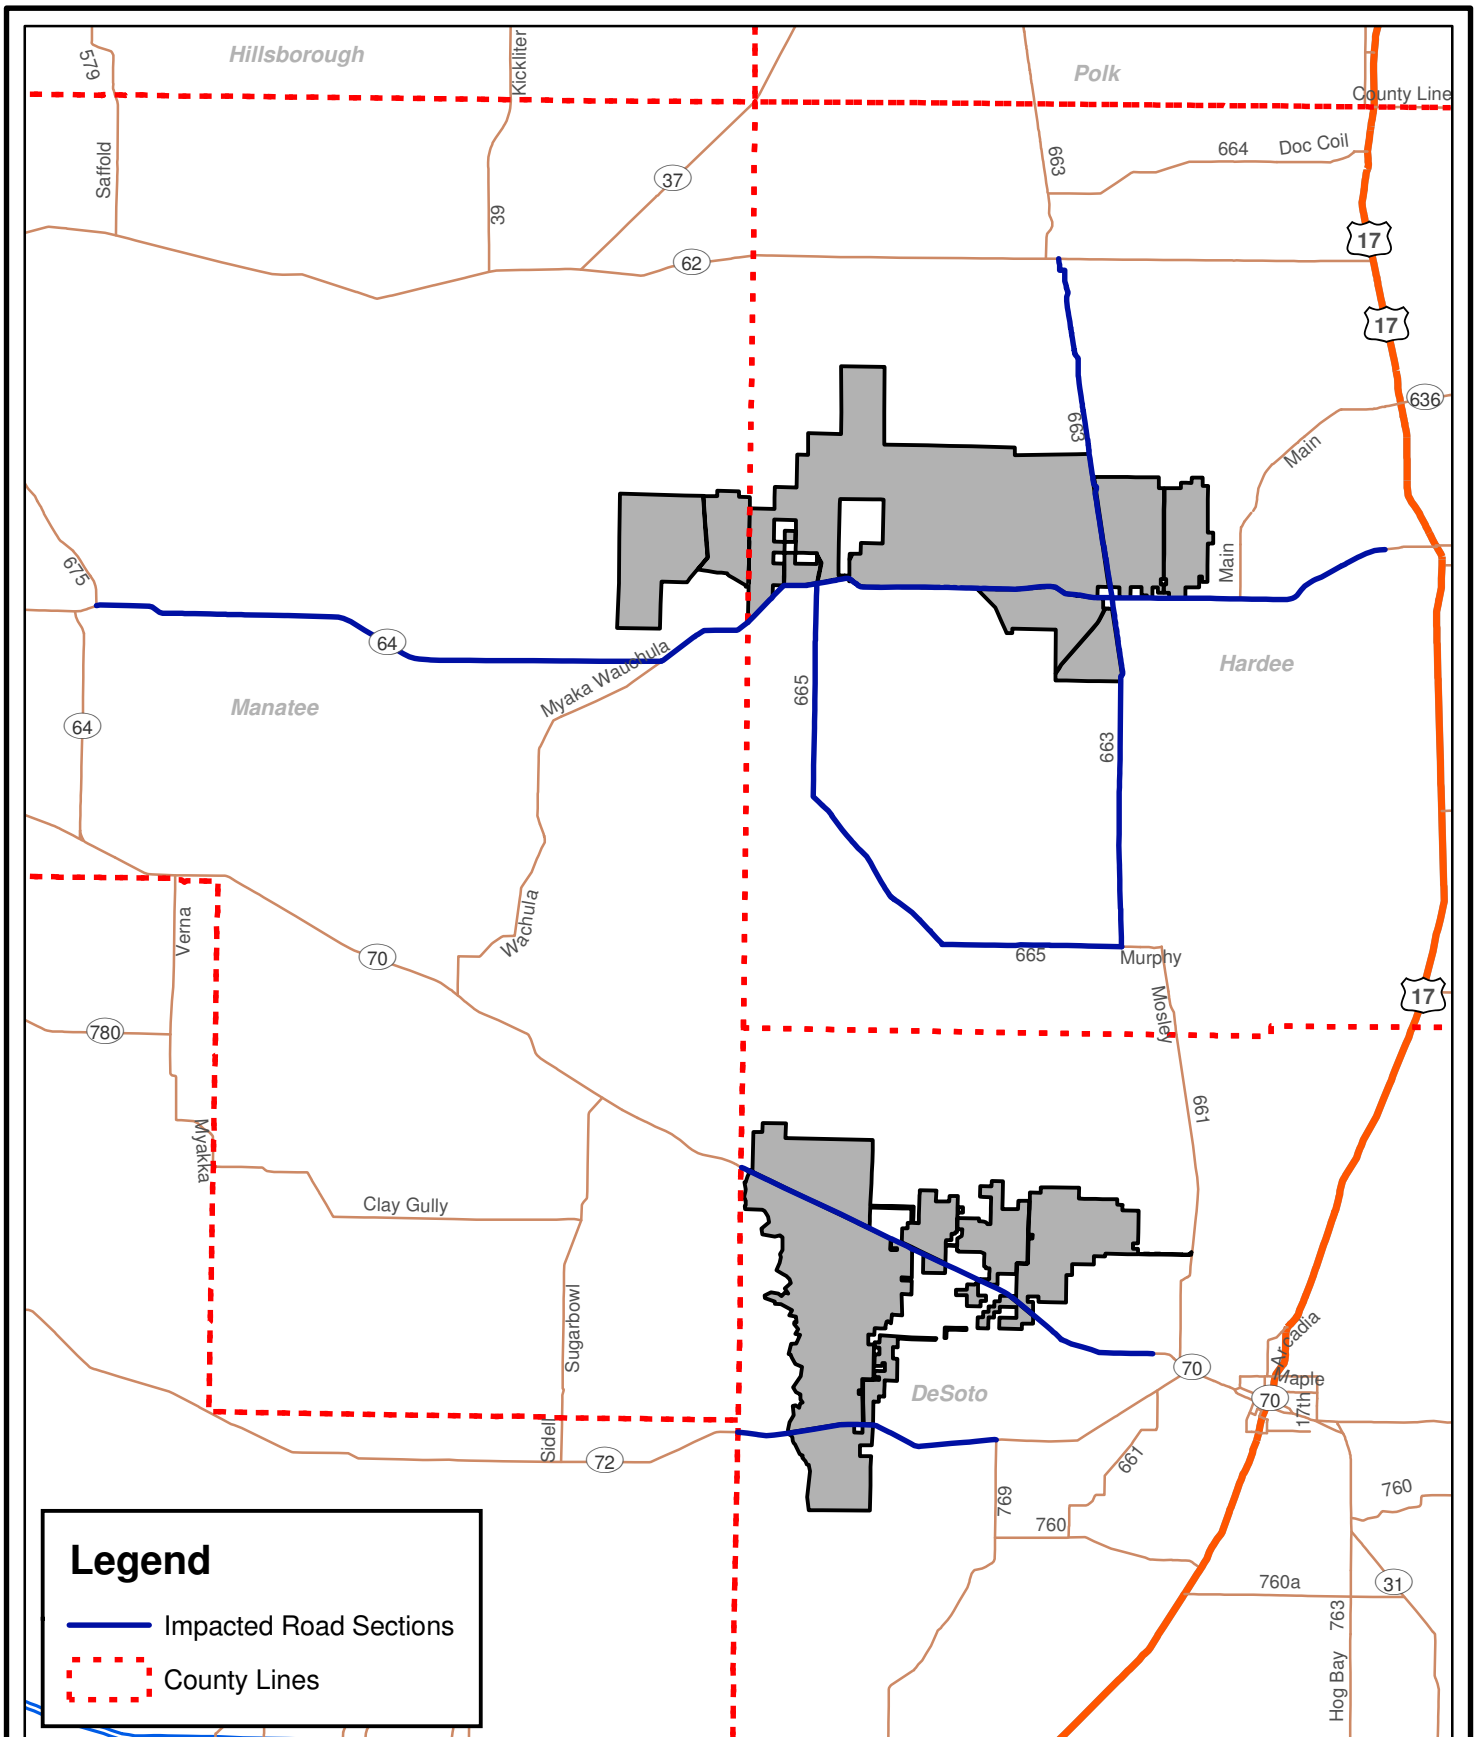 Hillsborough
Polk
579
Kickliter
County Line
Saffold
37
663
664
Doc Coil
39
62
17
17
636
663
Main
675
Main
64
Myaka Wauchula
Hardee
665
Manatee
64
663
Verna
Wachula
70
665
Murphy
780
Mosley
17
Myakka
661
Clay Gully
Sugarbowl
Arcadia
70
Maple
DeSoto
70
17th
Sidell
72
661
769
760
760
760a
31
763
Hog Bay
Legend
Impacted Road Sections
County Lines